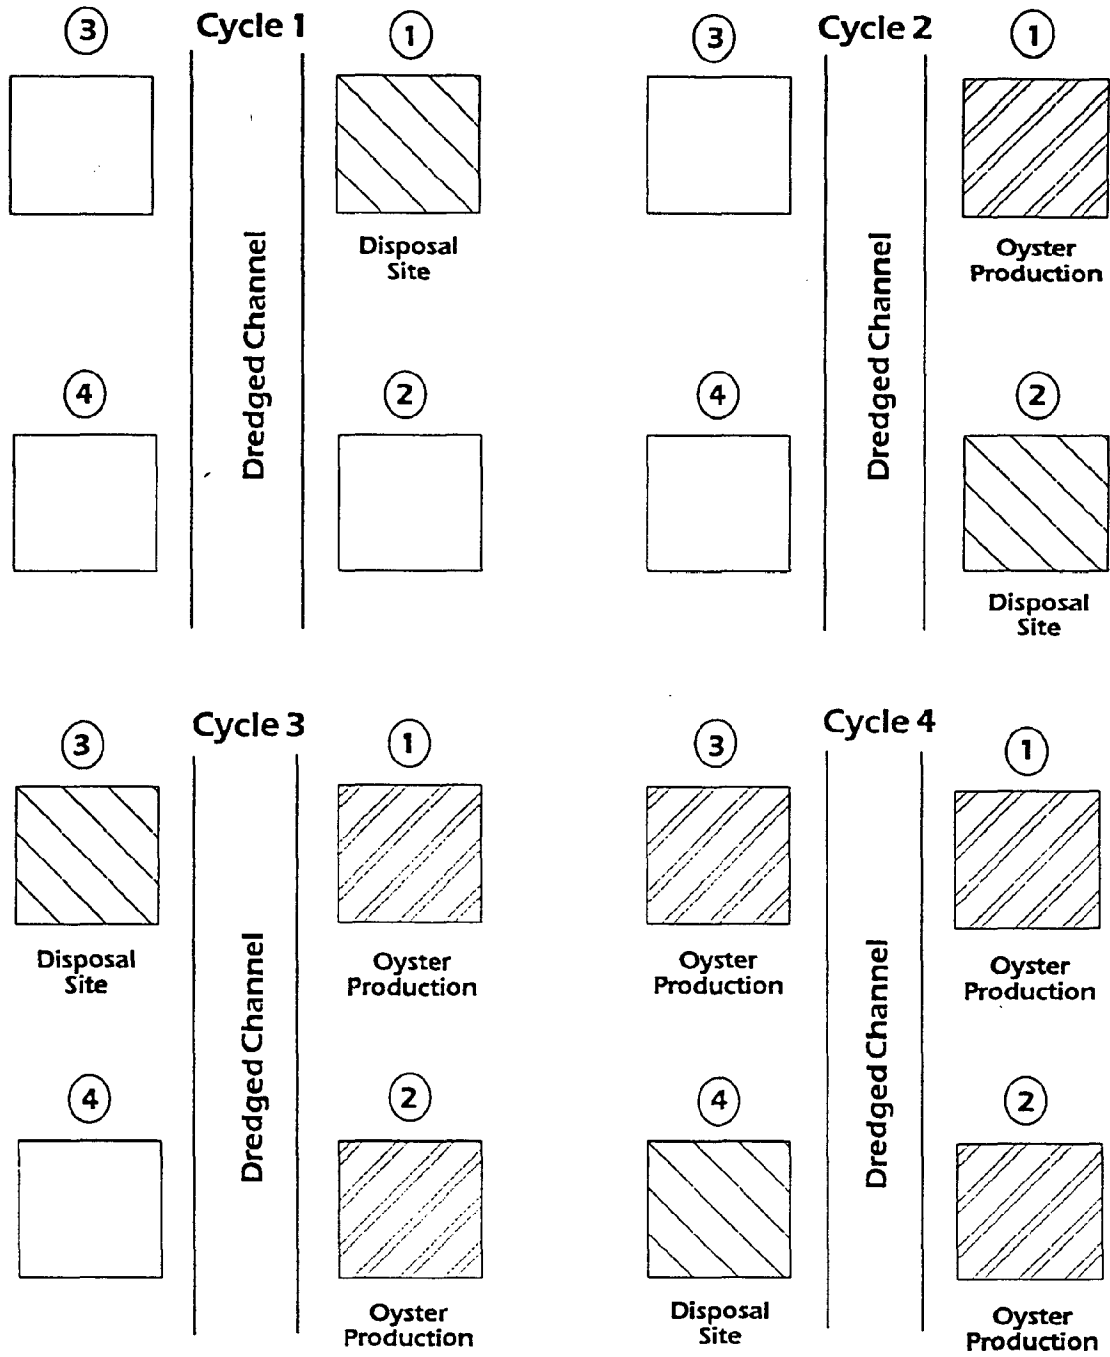 Cycle 1
3
1
Disposal
Site
Dredged Channel
4
2
Cycle 2
3
1
Oyster
Production
Dredged Channel
4
2
Disposal
Site
Cycle 3
3
1
Disposal
Site
Oyster
Production
Dredged Channel
4
2
Oyster
Production
Cycle 4
3
1
Oyster
Production
Oyster
Production
Dredged Channel
4
2
Disposal
Site
Oyster
Production